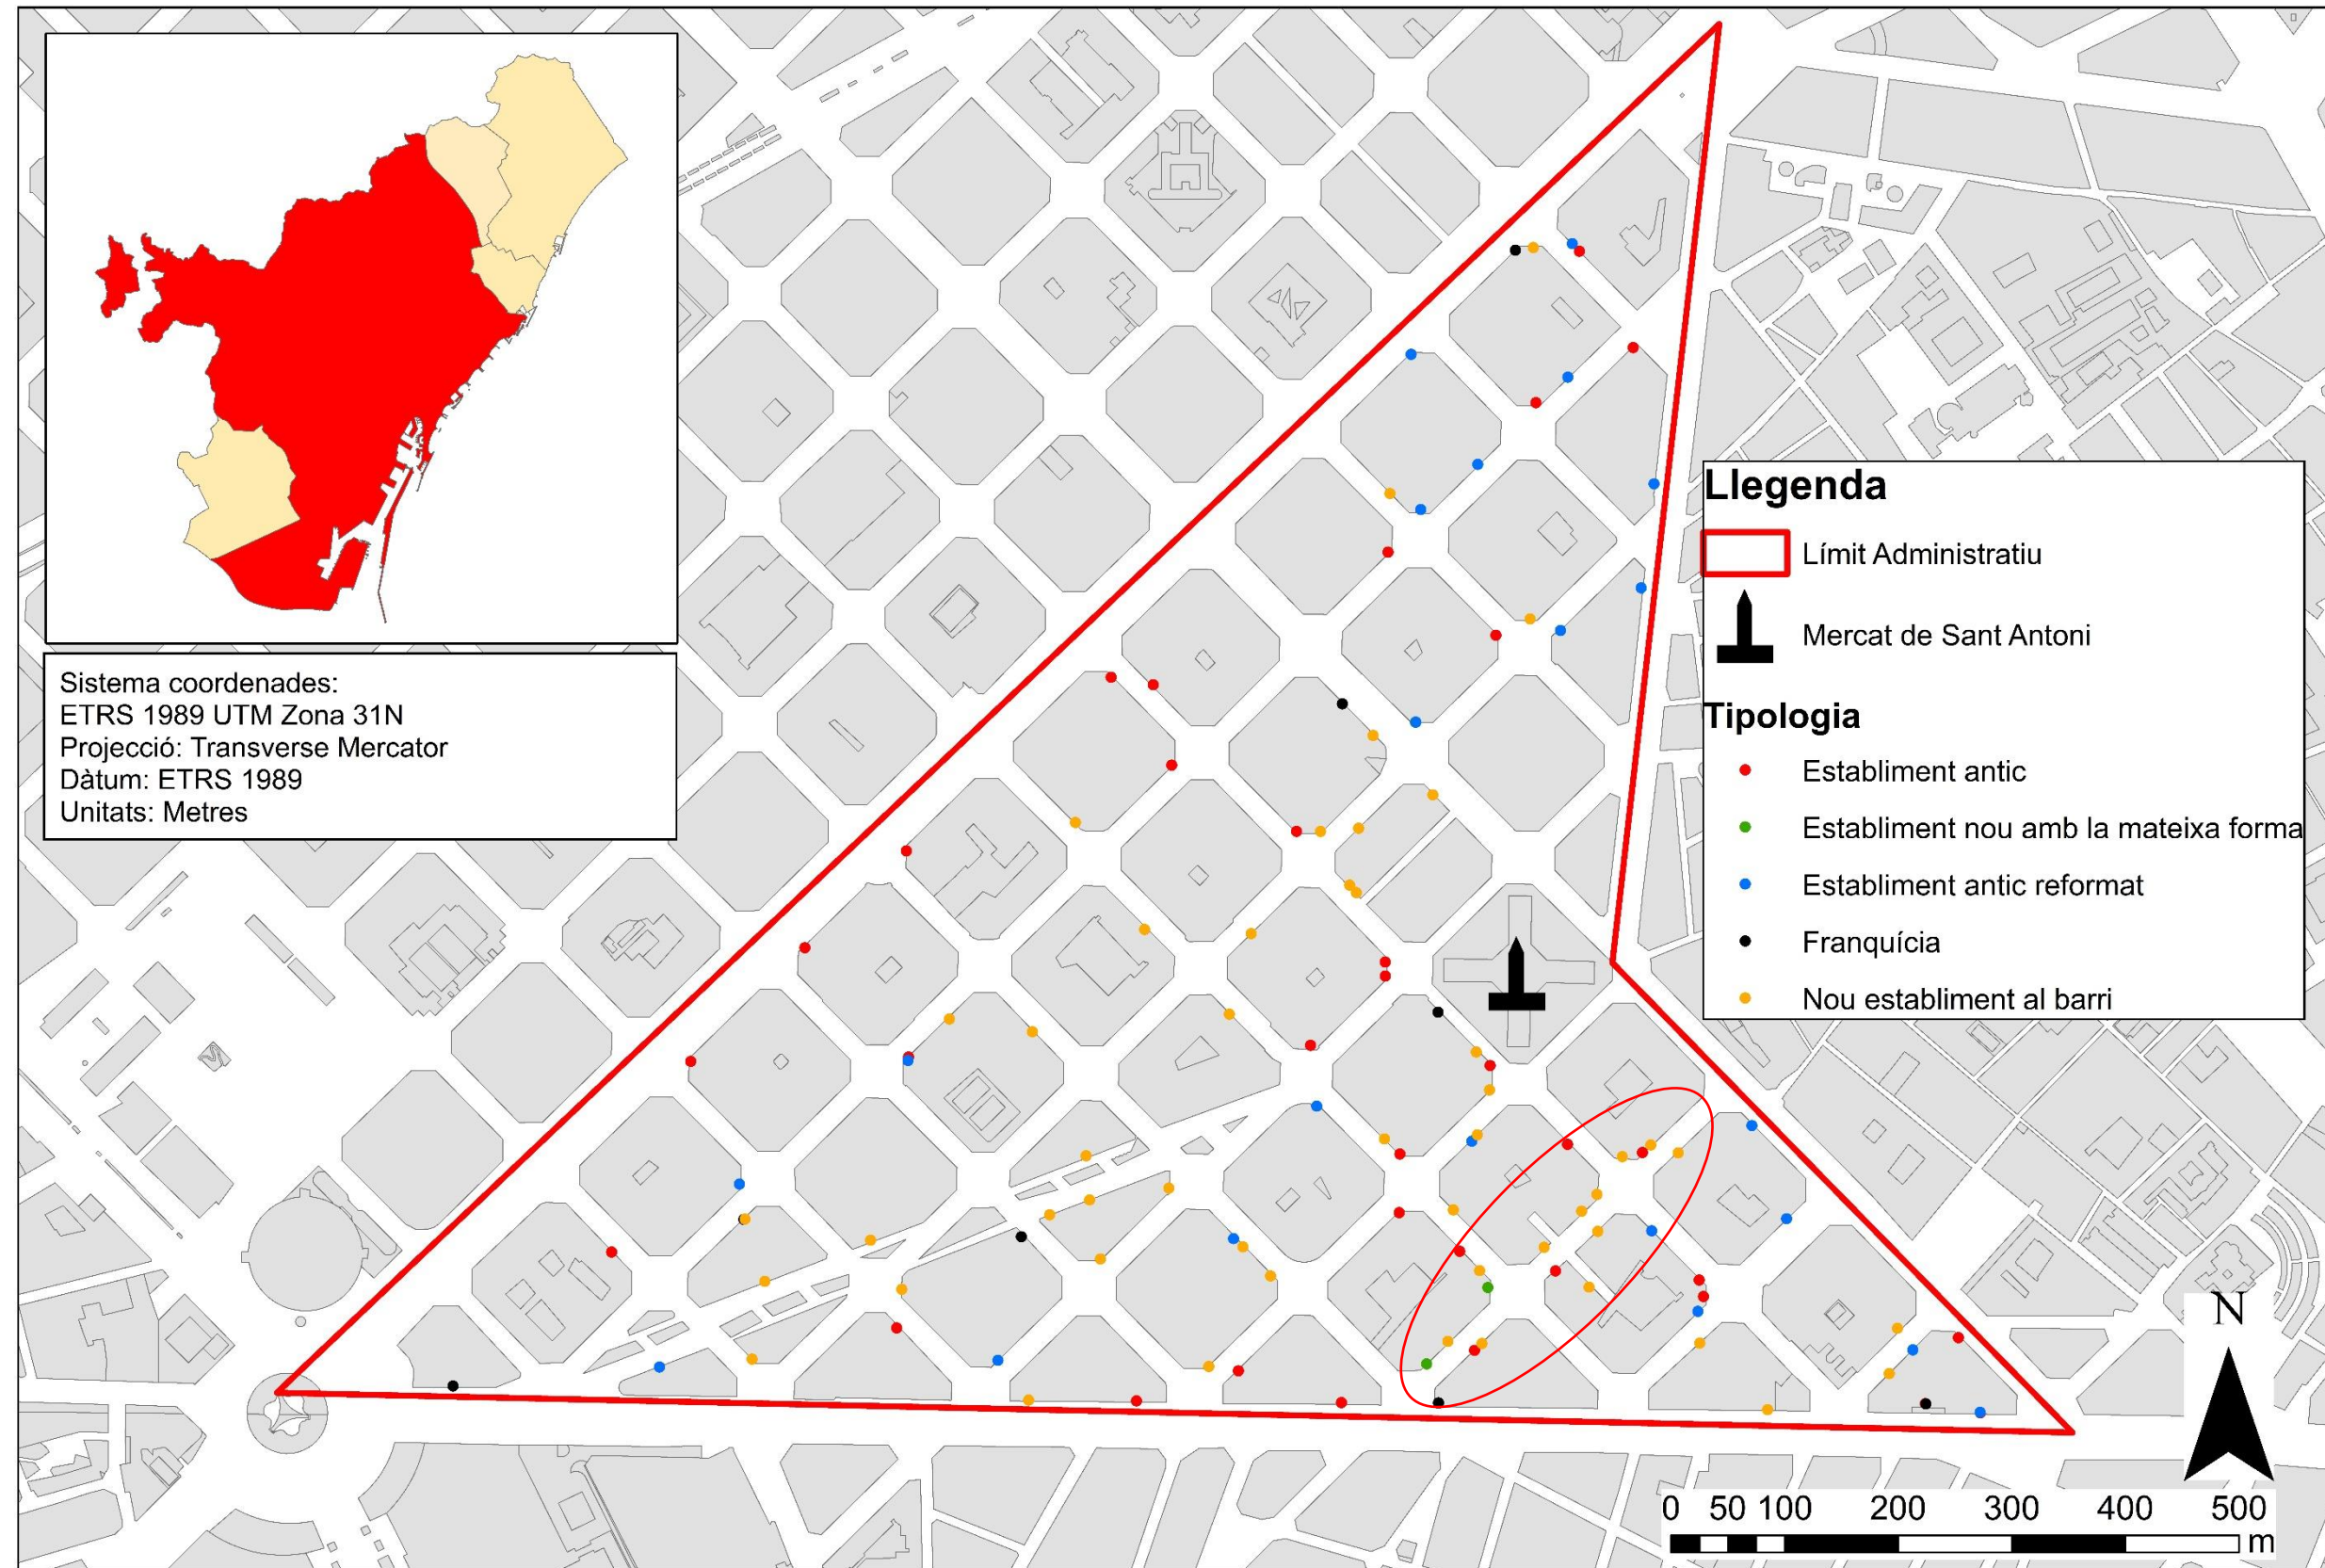 Sistema coordenades:
ETRS 1989 UTM Zona 31N
Projecció: Transverse Mercator
Dàtum: ETRS 1989
Unitats: Metres
Llegenda
Límit Administratiu
Mercat de Sant Antoni
Tipologia
Establiment antic
Establiment nou amb la mateixa forma
Establiment antic reformat
Franquícia
Nou establiment al barri
N
0 50 100 200 300 400 500
m